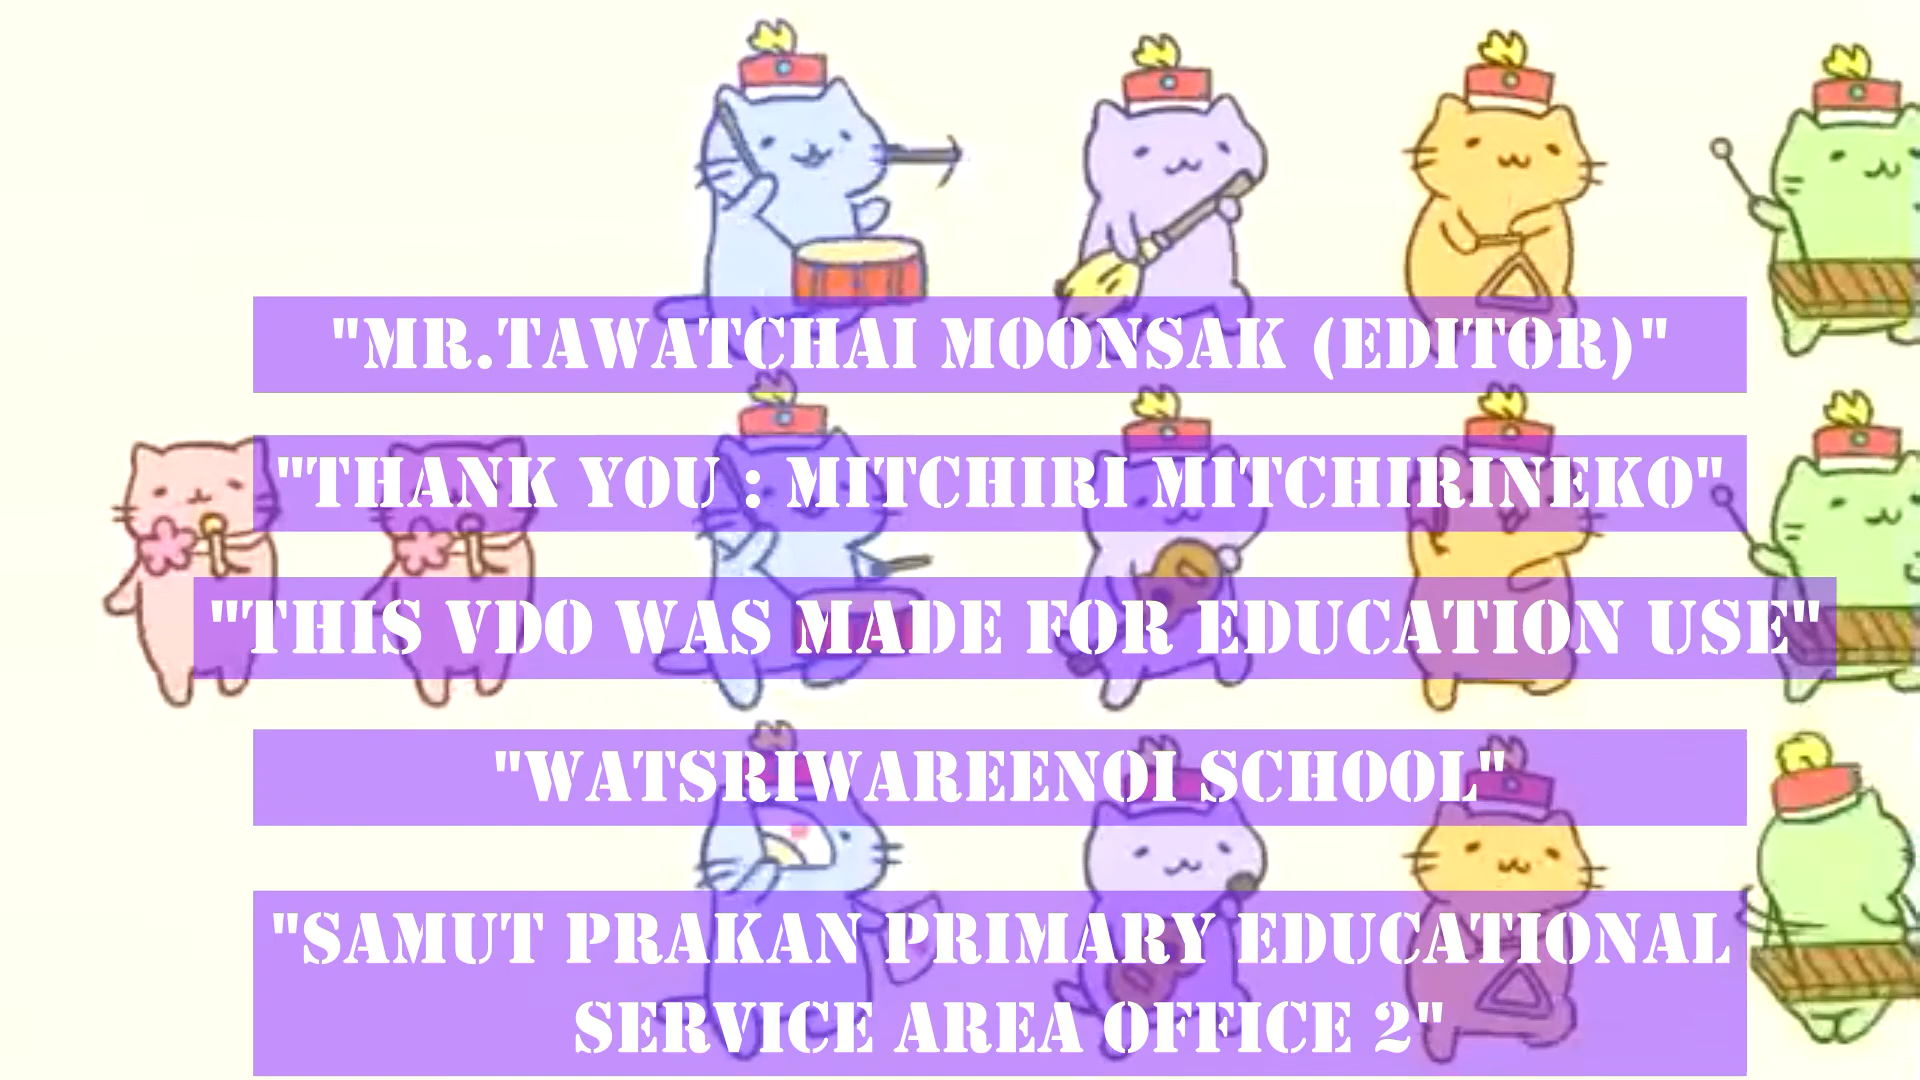 "MR.TAWATCHAI MOONSAK (EDITOR)"
"THANK YOU : MITCHIRI MITCHIRINEKO"
"THIS VDO WAS MADE FOR EDUCATION USE"
"WATSRIWAREENOI SCHOOL"
"SAMUT PRAKAN PRIMARY EDUCATIONAL
SERVICE AREA OFFICE 2"